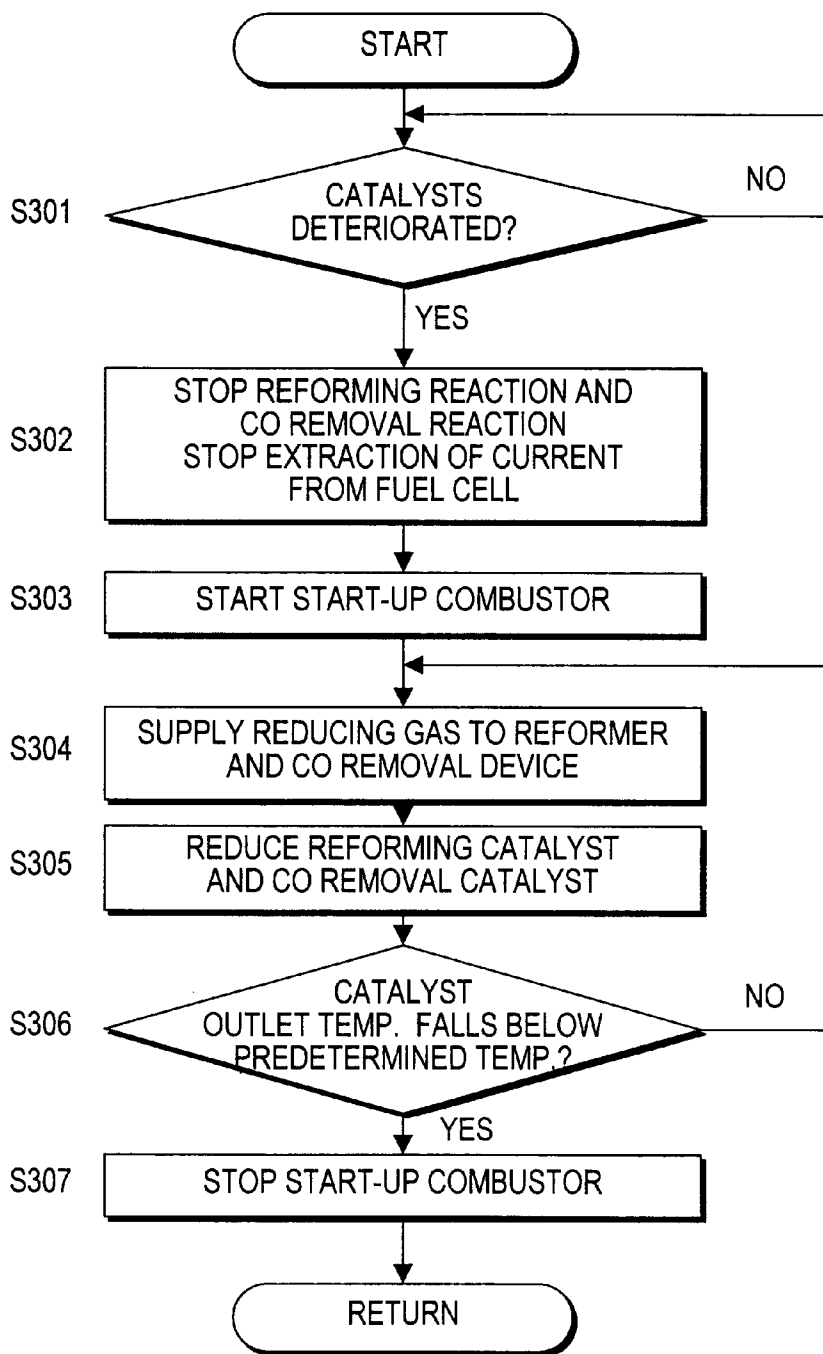 START
S301
CATALYSTS
DETERIORATED?
NO
YES
S302
STOP REFORMING REACTION AND
CO REMOVAL REACTION
STOP EXTRACTION OF CURRENT
FROM FUEL CELL
S303
START START-UP COMBUSTOR
S304
SUPPLY REDUCING GAS TO REFORMER
AND CO REMOVAL DEVICE
S305
REDUCE REFORMING CATALYST
AND CO REMOVAL CATALYST
S306
CATALYST
OUTLET TEMP. FALLS BELOW
PREDETERMINED TEMP.?
NO
YES
S307
STOP START-UP COMBUSTOR
RETURN